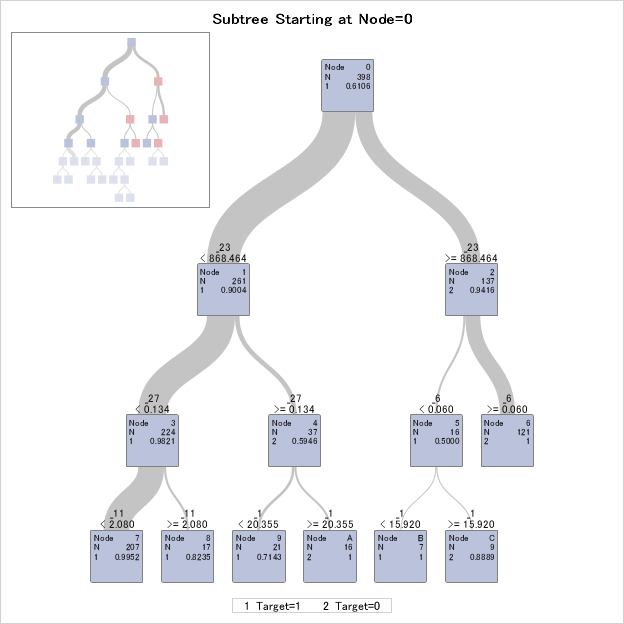 Subtree Starting at Node=0
Node 0
N 398
1 0.6106
_23
< 868.464
_23
>= 868.464
Node 1
N 261
1 0.9004
Node 2
N 137
2 0.9416
_27
< 0.134
_27
>= 0.134
_6
< 0.060
_6
>= 0.060
Node 3
N 224
1 0.9821
Node 4
N 37
2 0.5946
Node 5
N 16
1 0.5000
Node 6
N 121
2 1
_11
< 2.080
_11
>= 2.080
_1
< 20.355
_1
>= 20.355
_1
< 15.920
_1
>= 15.920
Node 7
N 207
1 0.9952
Node 8
N 17
1 0.8235
Node 9
N 21
1 0.7143
Node A
N 16
2 1
Node B
N 7
1 1
Node C
N 9
2 0.8889
1 Target=1 2 Target=0